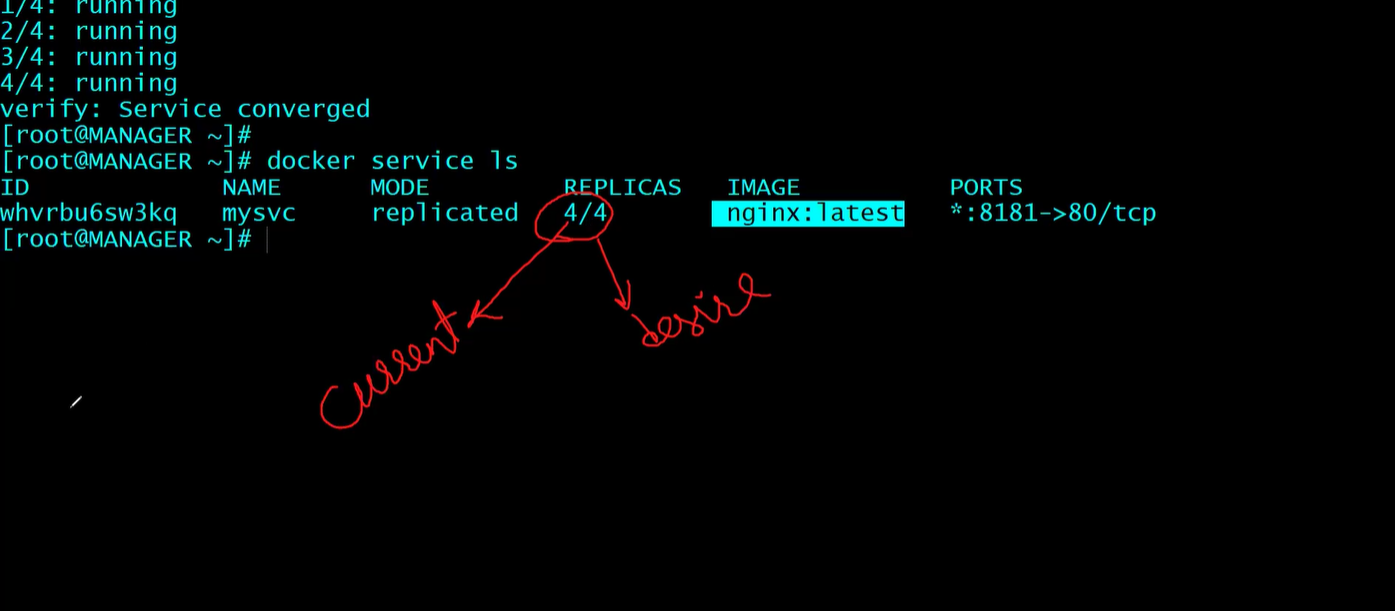 1/4: running
2/4: running
3/4: running
4/4: running
verify: Service converged
[root@MANAGER ~]#
[root@MANAGER ~]# docker service ls
ID NAME MODE REPLICAS IMAGE PORTS
whvrbu6sw3kq mysvc replicated 4/4 nginx:latest *:8181->80/tcp
[root@MANAGER ~]#
Current desire